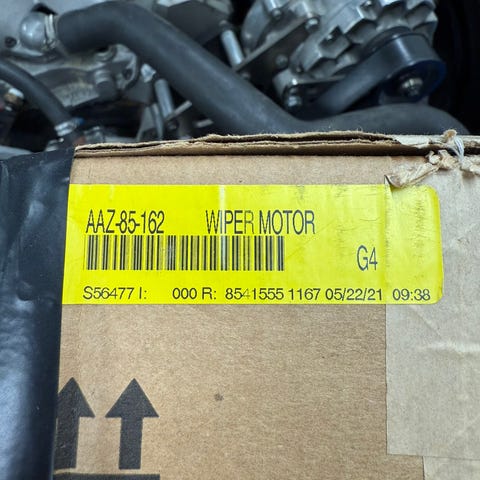 AAZ-85-162 WIPER MOTOR
G4
S56477 I: 000 R: 8541555 1167 05/22/21 09:38